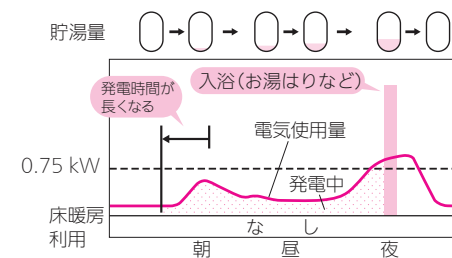 貯湯量
発電時間が
長くなる
入浴(お湯はりなど)
電気使用量
0.75 kW
発電中
床暖房
利用
なし
朝 昼 夜